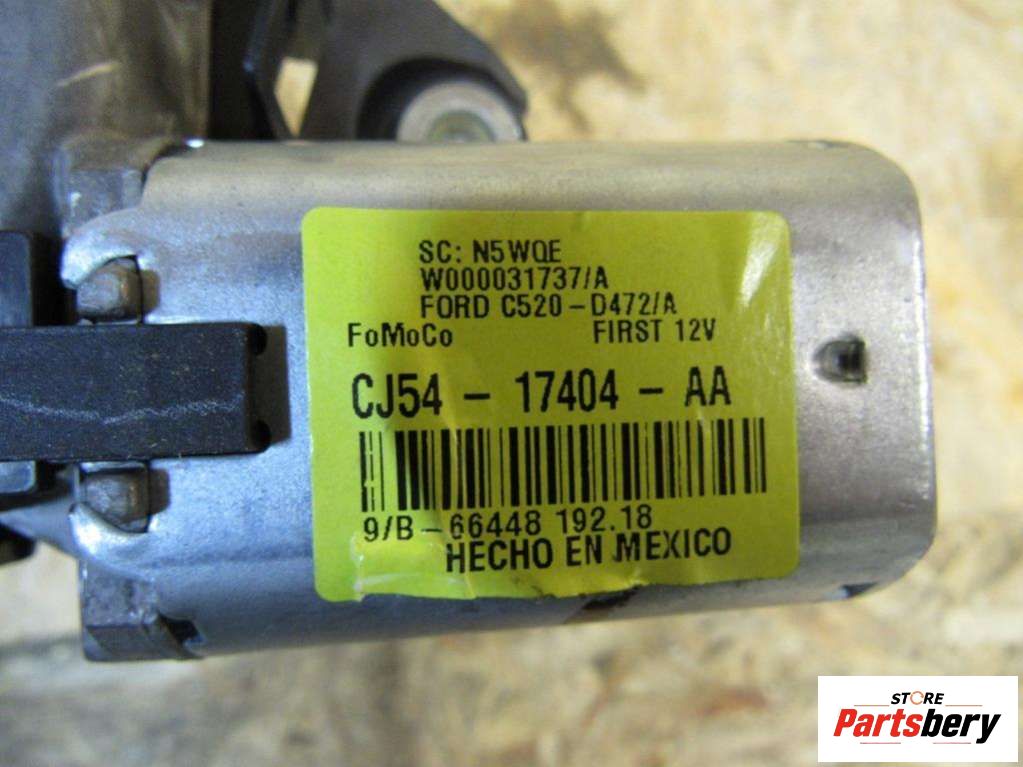 SC: N5WQE
W000031737/A
FORD C520-D472/A
FoMoCo FIRST 12V
CJ54 - 17404 - AA
9/B-66448 192.18
HECHO EN MEXICO
STORE
Partsbery